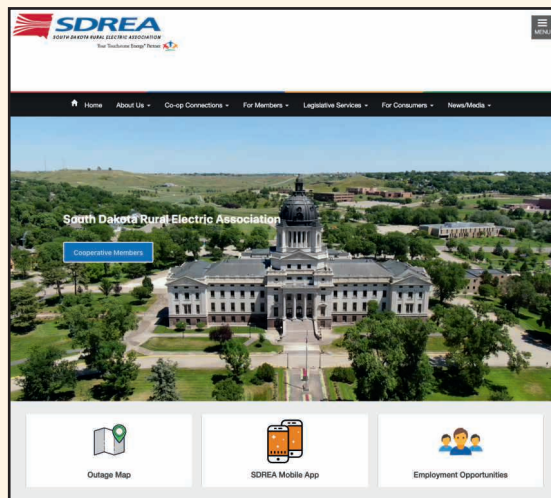 SDREA
SOUTH DAKOTA RURAL ELECTRIC ASSOCIATION
Your Touchstone Energy® Partner
MENU
Home About Us Co-op Connections For Members Legislative Services For Consumers News/Media
South Dakota Rural Electric Association
Cooperative Members
Outage Map SDREA Mobile App Employment Opportunities